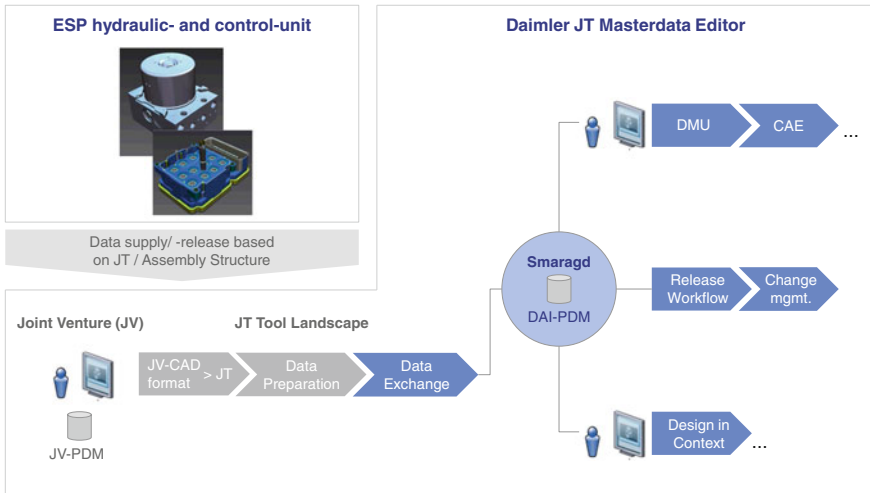 ESP hydraulic- and control-unit
Daimler JT Masterdata Editor
DMU
CAE
...
Data supply/ -release based
on JT / Assembly Structure
Smaragd
DAI-PDM
Release
Workflow
Change
mgmt.
Joint Venture (JV)
JT Tool Landscape
JV-CAD
format
> JT
Data
Preparation
Data
Exchange
JV-PDM
Design in
Context
...